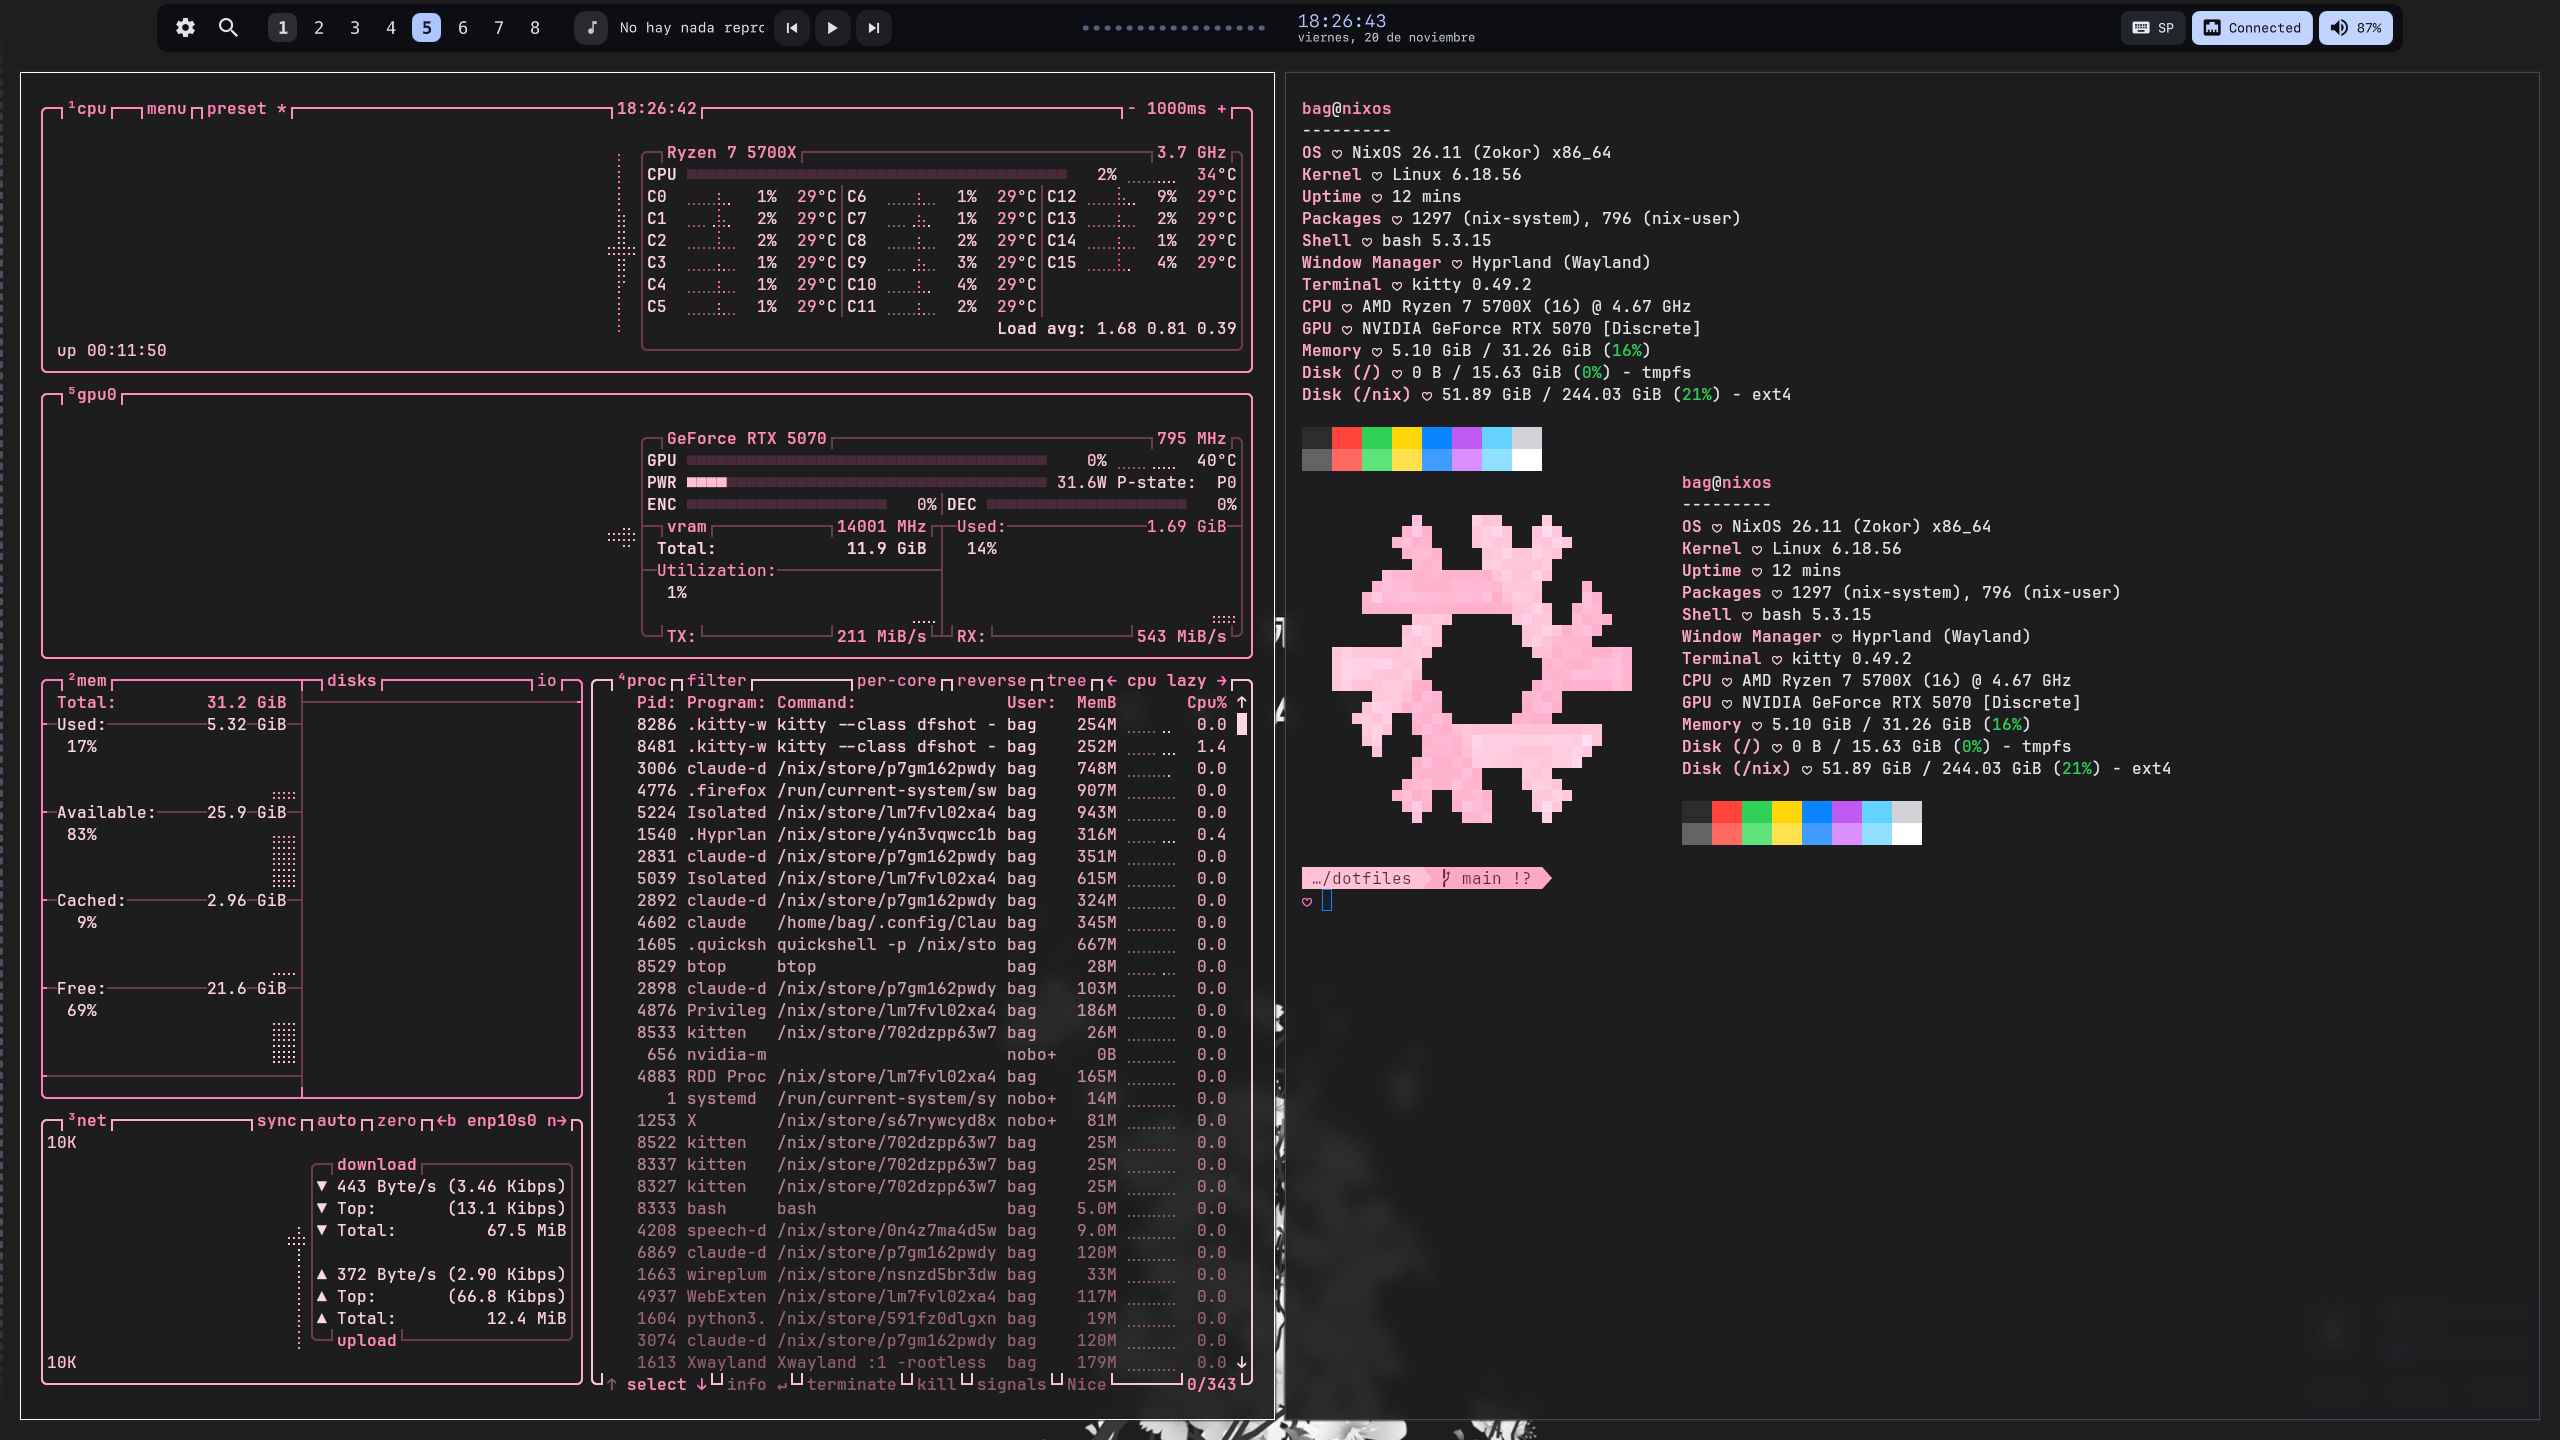 1 2 3 4 5 6 7 8 No hay nada repro 18:26:43 SP Connected 87%
viernes, 20 de noviembre
¹cpu menu preset * 18:26:42 - 1000ms +
Ryzen 7 5700X 3.7 GHz
CPU 2% 34°C
C0 1% 29°C C6 1% 29°C C12 9% 29°C
C1 2% 29°C C7 1% 29°C C13 2% 29°C
C2 2% 29°C C8 2% 29°C C14 1% 29°C
C3 1% 29°C C9 3% 29°C C15 4% 29°C
C4 1% 29°C C10 4% 29°C
C5 1% 29°C C11 2% 29°C
Load avg: 1.68 0.81 0.39
up 00:11:50
⁵gpu0
GeForce RTX 5070 795 MHz
GPU 0% 40°C
PWR 31.6W P-state: P0
ENC 0% DEC 0%
vram 14001 MHz Used: 1.69 GiB
Total: 11.9 GiB 14%
Utilization:
1%
TX: 211 MiB/s RX: 543 MiB/s
²mem disks io
Total: 31.2 GiB
Used: 5.32 GiB
17%
Available: 25.9 GiB
83%
Cached: 2.96 GiB
9%
Free: 21.6 GiB
69%
³net sync auto zero ←b enp10s0 n→
10K
download
▼ 443 Byte/s (3.46 Kibps)
▼ Top: (13.1 Kibps)
▼ Total: 67.5 MiB
▲ 372 Byte/s (2.90 Kibps)
▲ Top: (66.8 Kibps)
▲ Total: 12.4 MiB
upload
10K
⁴proc filter per-core reverse tree ← cpu lazy →
Pid: Program: Command: User: MemB Cpu% ↑
8286 .kitty-w kitty --class dfshot - bag 254M 0.0
8481 .kitty-w kitty --class dfshot - bag 252M 1.4
3006 claude-d /nix/store/p7gm162pwdy bag 748M 0.0
4776 .firefox /run/current-system/sw bag 907M 0.0
5224 Isolated /nix/store/lm7fvl02xa4 bag 943M 0.0
1540 .Hyprlan /nix/store/y4n3vqwcc1b bag 316M 0.4
2831 claude-d /nix/store/p7gm162pwdy bag 351M 0.0
5039 Isolated /nix/store/lm7fvl02xa4 bag 615M 0.0
2892 claude-d /nix/store/p7gm162pwdy bag 324M 0.0
4602 claude /home/bag/.config/Clau bag 345M 0.0
1605 .quicksh quickshell -p /nix/sto bag 667M 0.0
8529 btop btop bag 28M 0.0
2898 claude-d /nix/store/p7gm162pwdy bag 103M 0.0
4876 Privileg /nix/store/lm7fvl02xa4 bag 186M 0.0
8533 kitten /nix/store/702dzpp63w7 bag 26M 0.0
656 nvidia-m nobo+ 0B 0.0
4883 RDD Proc /nix/store/lm7fvl02xa4 bag 165M 0.0
1 systemd /run/current-system/sy nobo+ 14M 0.0
1253 X /nix/store/s67rywcyd8x nobo+ 81M 0.0
8522 kitten /nix/store/702dzpp63w7 bag 25M 0.0
8337 kitten /nix/store/702dzpp63w7 bag 25M 0.0
8327 kitten /nix/store/702dzpp63w7 bag 25M 0.0
8333 bash bash bag 5.0M 0.0
4208 speech-d /nix/store/0n4z7ma4d5w bag 9.0M 0.0
6869 claude-d /nix/store/p7gm162pwdy bag 120M 0.0
1663 wireplum /nix/store/nsnzd5br3dw bag 33M 0.0
4937 WebExten /nix/store/lm7fvl02xa4 bag 117M 0.0
1604 python3. /nix/store/591fz0dlgxn bag 19M 0.0
3074 claude-d /nix/store/p7gm162pwdy bag 120M 0.0
1613 Xwayland Xwayland :1 -rootless bag 179M 0.0 ↓
↑ select ↓ info ↵ terminate kill signals Nice 0/343
bag@nixos
---------
OS ♡ NixOS 26.11 (Zokor) x86_64
Kernel ♡ Linux 6.18.56
Uptime ♡ 12 mins
Packages ♡ 1297 (nix-system), 796 (nix-user)
Shell ♡ bash 5.3.15
Window Manager ♡ Hyprland (Wayland)
Terminal ♡ kitty 0.49.2
CPU ♡ AMD Ryzen 7 5700X (16) @ 4.67 GHz
GPU ♡ NVIDIA GeForce RTX 5070 [Discrete]
Memory ♡ 5.10 GiB / 31.26 GiB (16%)
Disk (/) ♡ 0 B / 15.63 GiB (0%) - tmpfs
Disk (/nix) ♡ 51.89 GiB / 244.03 GiB (21%) - ext4
bag@nixos
---------
OS ♡ NixOS 26.11 (Zokor) x86_64
Kernel ♡ Linux 6.18.56
Uptime ♡ 12 mins
Packages ♡ 1297 (nix-system), 796 (nix-user)
Shell ♡ bash 5.3.15
Window Manager ♡ Hyprland (Wayland)
Terminal ♡ kitty 0.49.2
CPU ♡ AMD Ryzen 7 5700X (16) @ 4.67 GHz
GPU ♡ NVIDIA GeForce RTX 5070 [Discrete]
Memory ♡ 5.10 GiB / 31.26 GiB (16%)
Disk (/) ♡ 0 B / 15.63 GiB (0%) - tmpfs
Disk (/nix) ♡ 51.89 GiB / 244.03 GiB (21%) - ext4
…/dotfiles main !?
♡